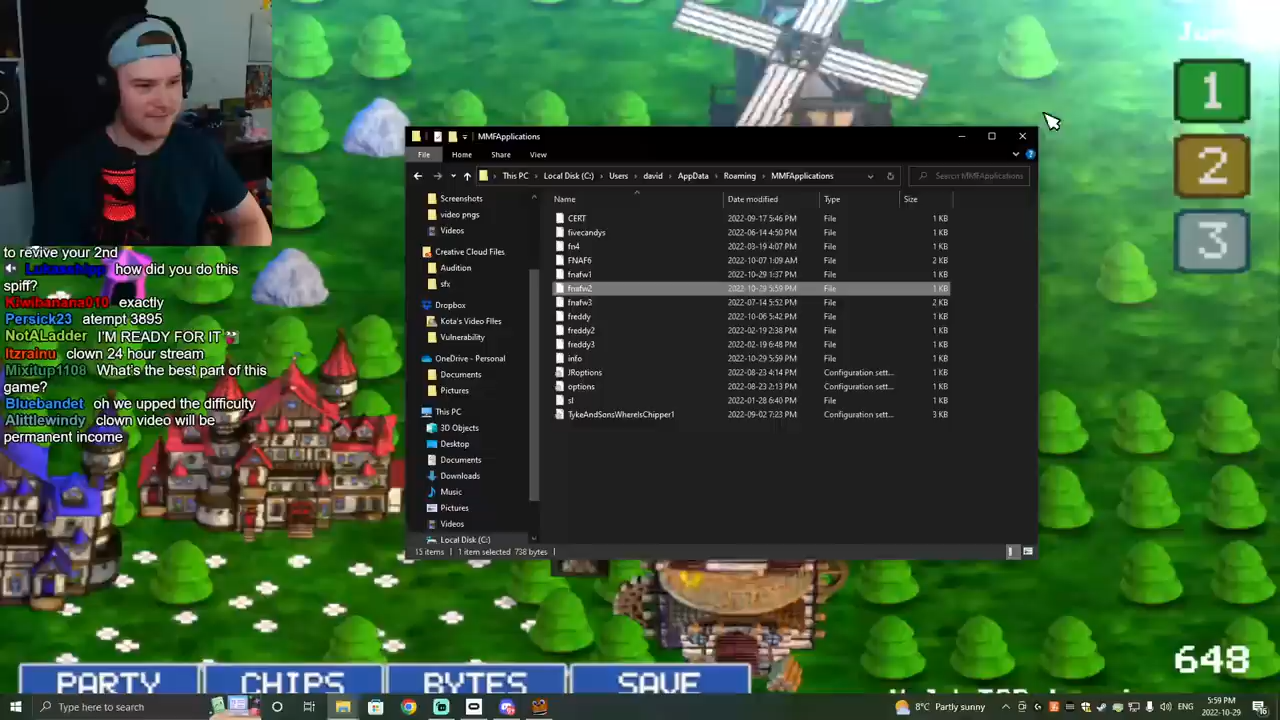 MMFApplications
File Home Share View
This PC Local Disk (C:) Users david AppData Roaming MMFApplications
Search MMFApplications
Screenshots
video pngs
Videos
Creative Cloud Files
Audition
sfx
Dropbox
Kota's Video FIles
Vulnerability
OneDrive - Personal
Documents
Pictures
This PC
3D Objects
Desktop
Documents
Downloads
Music
Pictures
Videos
Local Disk (C:)
Name Date modified Type Size
CERT 2022-09-17 5:46 PM File 1 KB
fivecandys 2022-06-14 4:50 PM File 1 KB
fn4 2022-03-19 4:07 PM File 1 KB
FNAF6 2022-10-07 1:09 AM File 2 KB
fnafw1 2022-10-29 1:37 PM File 1 KB
fnafw2 2022-10-29 5:59 PM File 1 KB
fnafw3 2022-07-14 5:52 PM File 2 KB
freddy 2022-10-06 5:42 PM File 1 KB
freddy2 2022-02-19 2:38 PM File 1 KB
freddy3 2022-02-19 6:48 PM File 1 KB
info 2022-10-29 5:59 PM File 1 KB
JRoptions 2022-08-23 4:14 PM Configuration sett... 1 KB
options 2022-08-23 2:13 PM Configuration sett... 1 KB
sl 2022-01-28 6:40 PM File 1 KB
TykeAndSonsWhereIsChipper1 2022-09-02 7:23 PM Configuration sett... 3 KB
15 items 1 item selected 738 bytes
to revive your 2nd
how did you do this
spiff?
Kiwibanana010 exactly
Persick23 atempt 3895
NotALadder I'M READY FOR IT
Itzrainu clown 24 hour stream
Mixitup1108 What's the best part of this
game?
Bluebandet oh we upped the difficulty
Alittlewindy clown video will be
permanent income
1
2
3
648
PARTY CHIPS BYTES SAVE
Type here to search
8°C Partly sunny
5:59 PM
2022-10-29
16